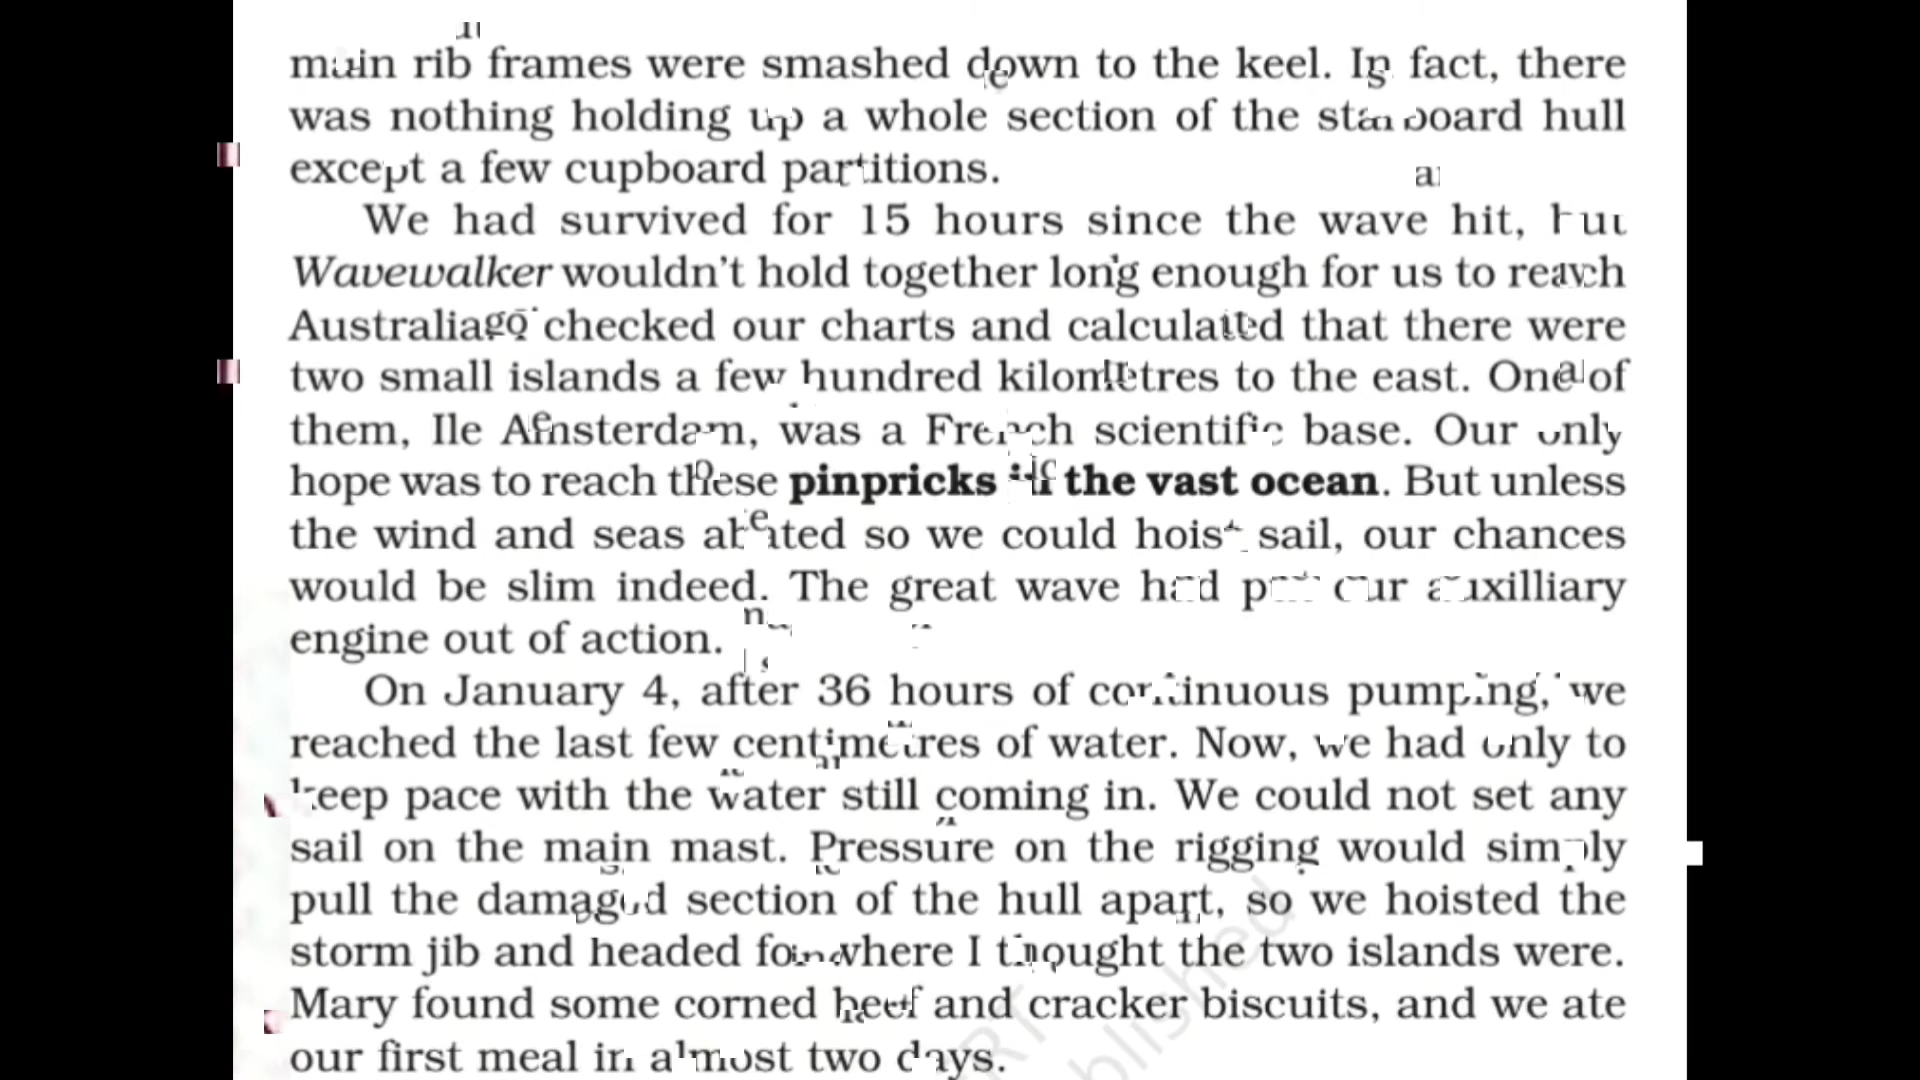 main rib frames were smashed down to the keel. In fact, there
was nothing holding up a whole section of the starboard hull
except a few cupboard partitions.
We had survived for 15 hours since the wave hit, but
Wavewalker wouldn't hold together long enough for us to reach
Australia checked our charts and calculated that there were
two small islands a few hundred kilometres to the east. One of
them, Ile Amsterdam, was a French scientific base. Our only
hope was to reach these pinpricks in the vast ocean. But unless
the wind and seas abated so we could hoist sail, our chances
would be slim indeed. The great wave had put our auxilliary
engine out of action.
On January 4, after 36 hours of continuous pumping, we
reached the last few centimetres of water. Now, we had only to
keep pace with the water still coming in. We could not set any
sail on the main mast. Pressure on the rigging would simply
pull the damaged section of the hull apart, so we hoisted the
storm jib and headed for where I thought the two islands were.
Mary found some corned beef and cracker biscuits, and we ate
our first meal in almost two days.